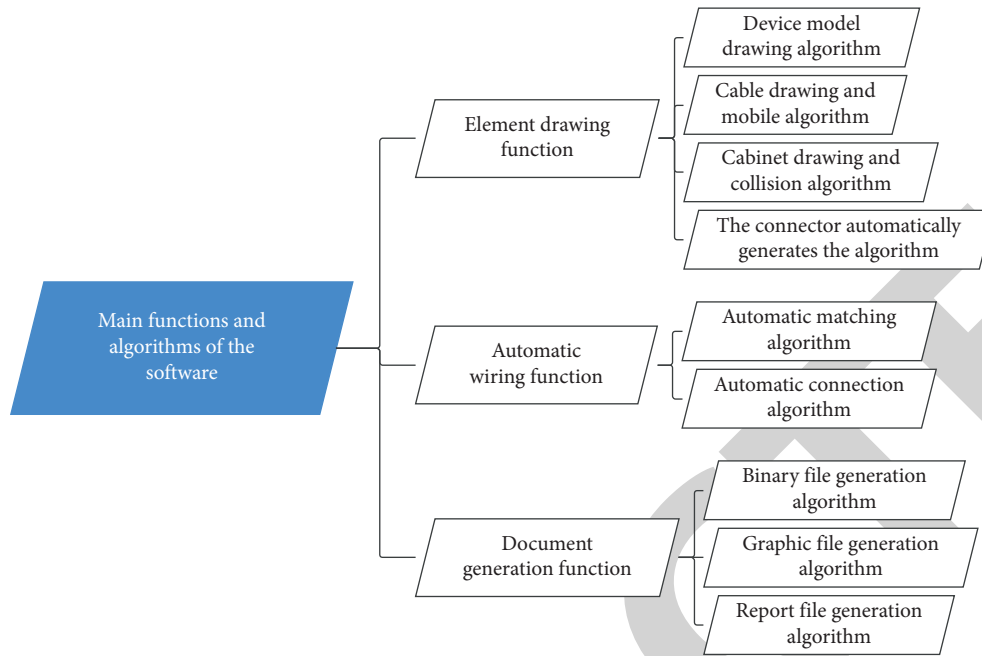 Main functions and
algorithms of the
software
Element drawing
function
Device model
drawing algorithm
Cable drawing and
mobile algorithm
Cabinet drawing and
collision algorithm
The connector automatically
generates the algorithm
Automatic
wiring function
Automatic matching
algorithm
Automatic connection
algorithm
Document
generation function
Binary file generation
algorithm
Graphic file generation
algorithm
Report file generation
algorithm